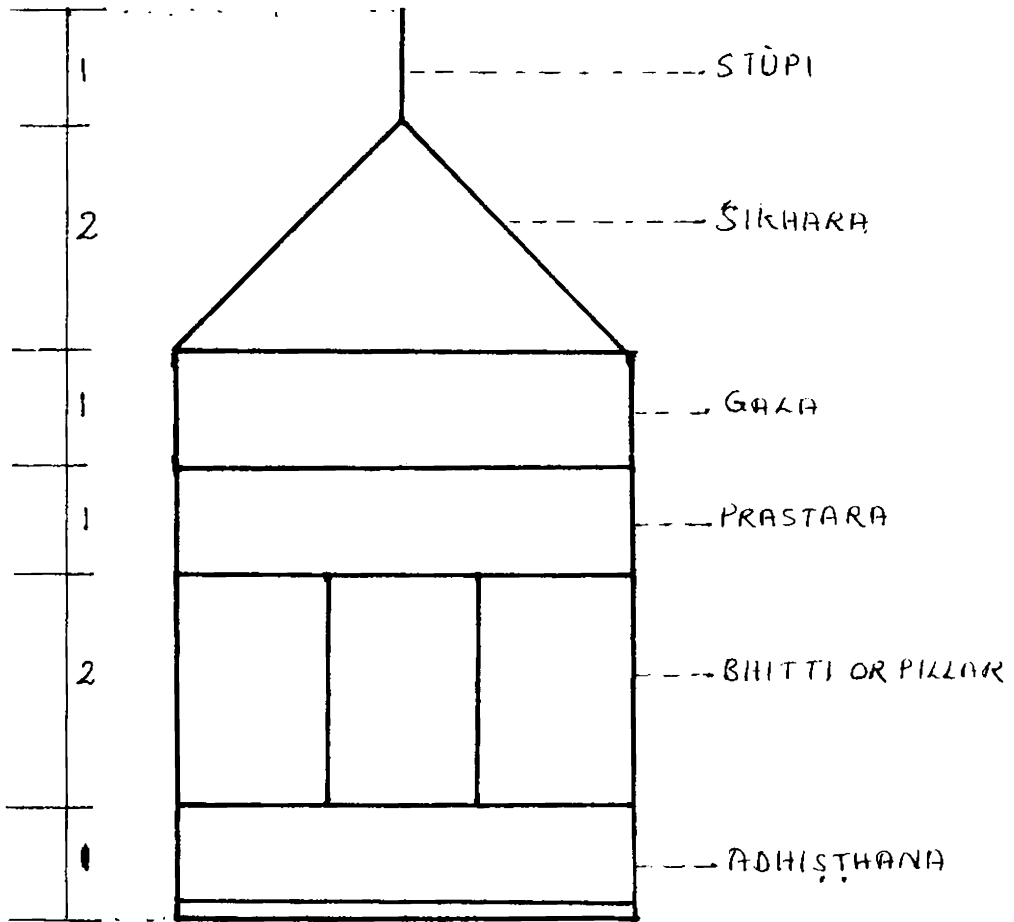 1
STÙPI
2
ŚIKHARA
1
GALA
1
PRASTARA
2
BHITTI OR PILLAR
1
ADHIṢṬHANA